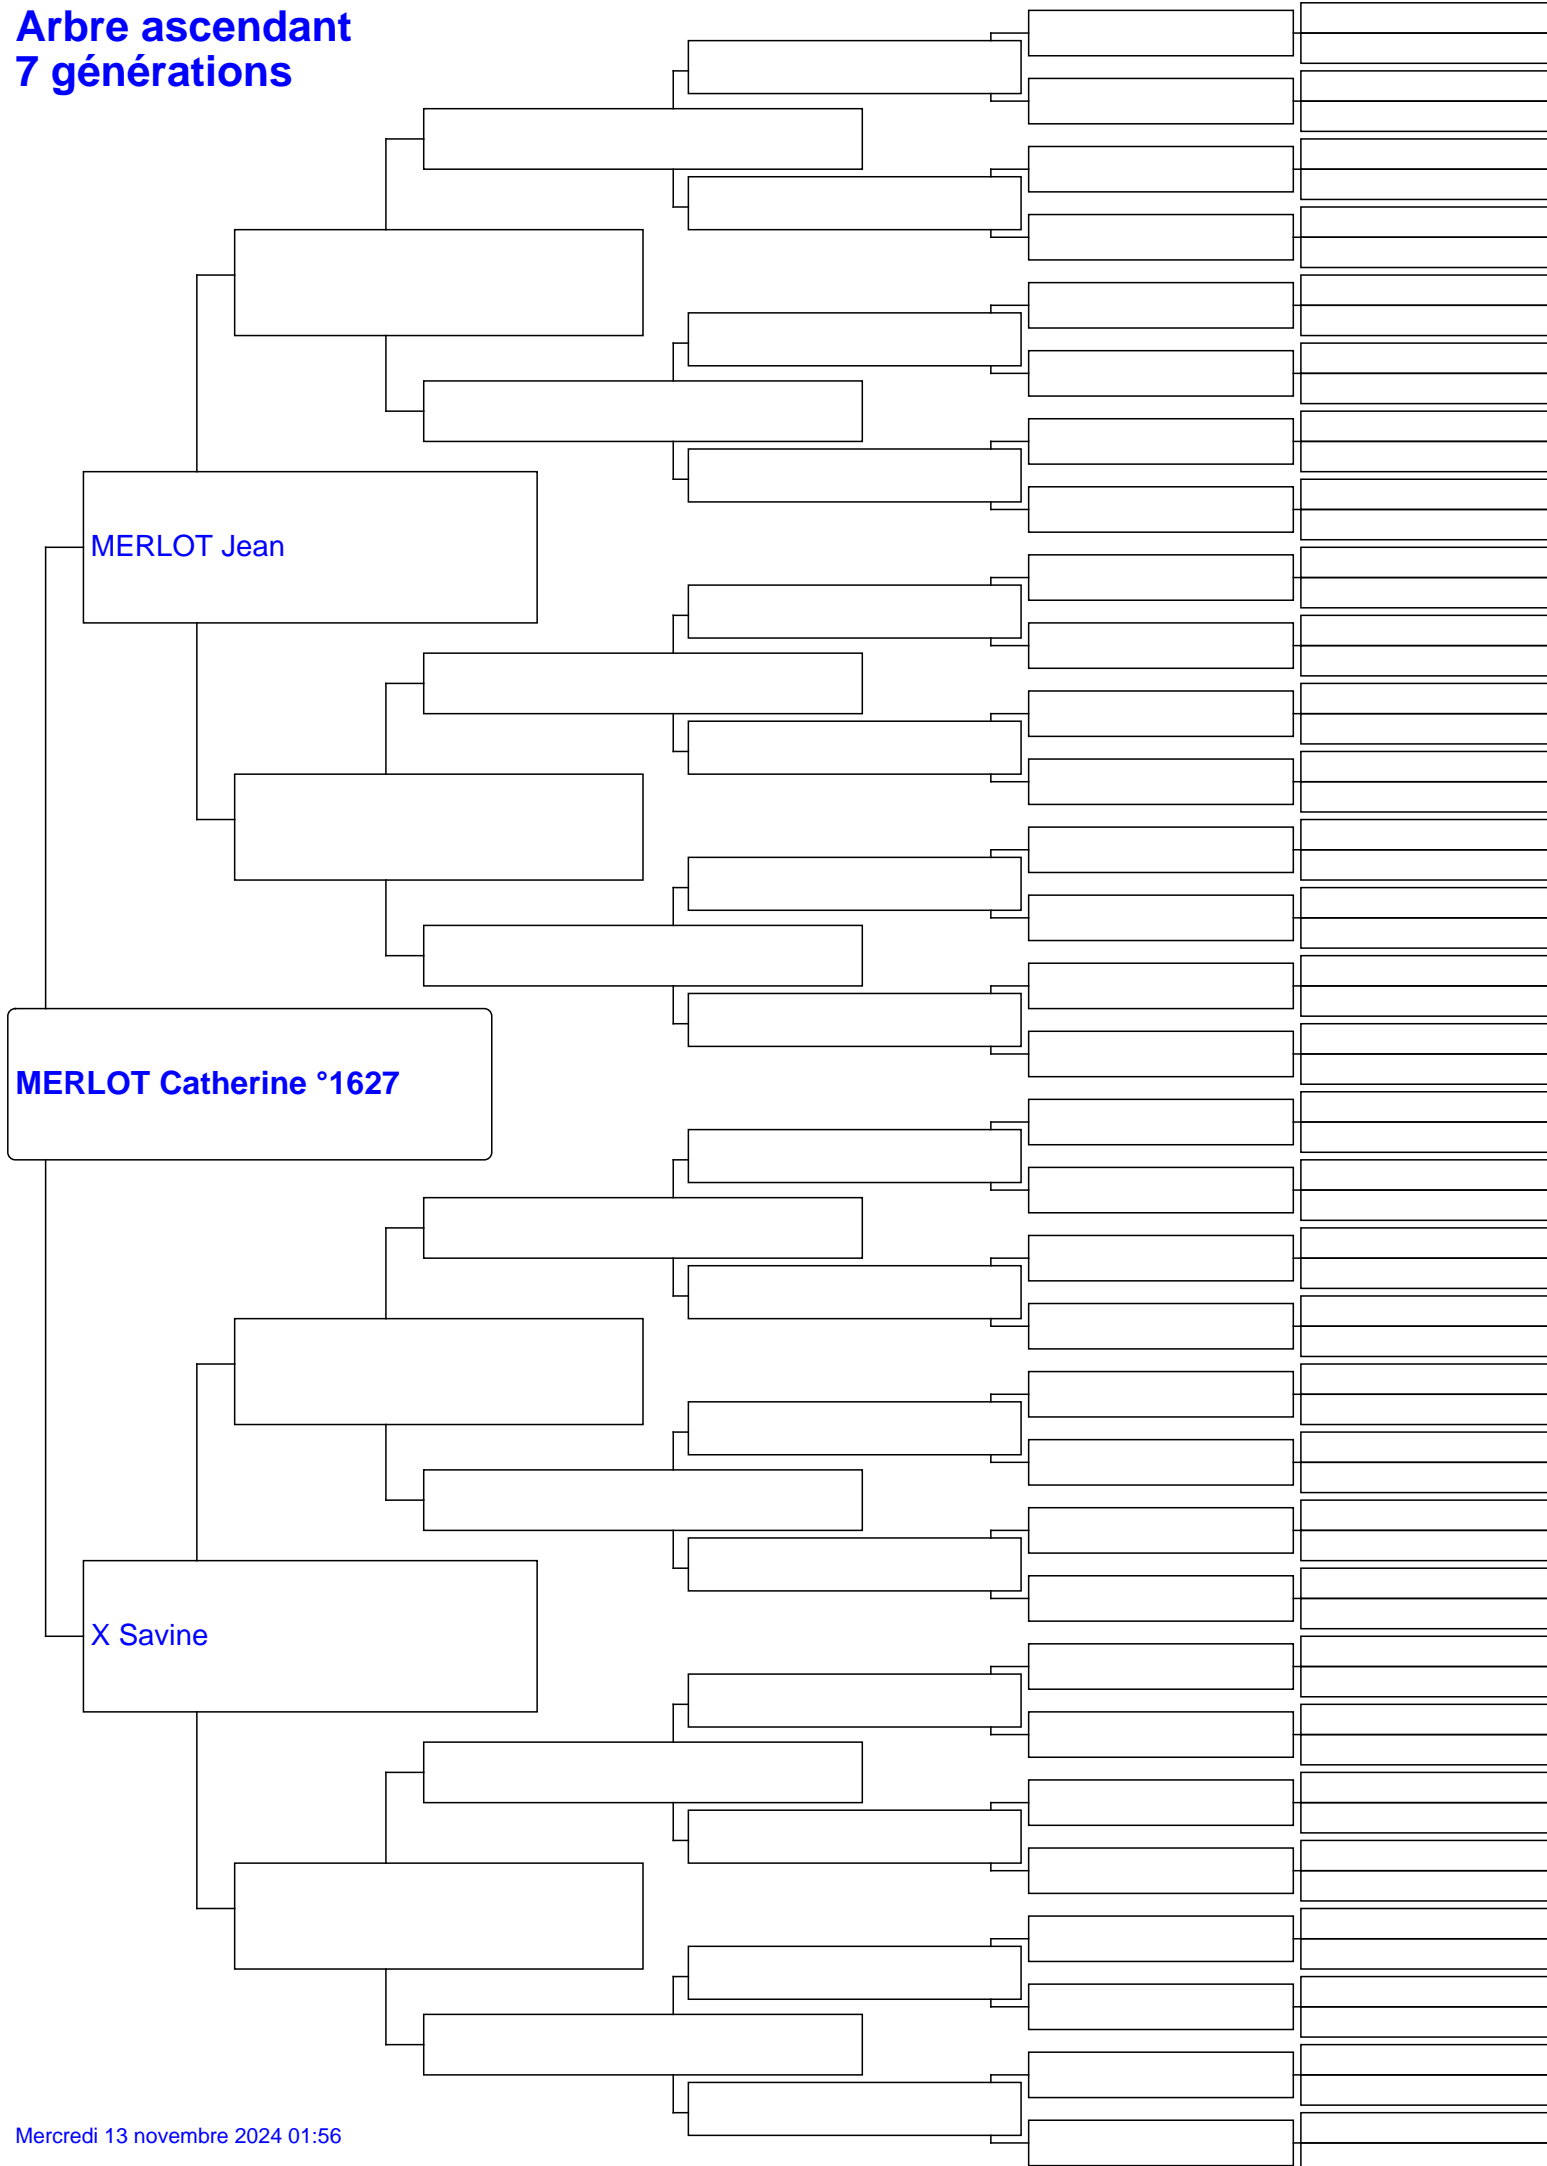 Arbre ascendant
7 générations
MERLOT Jean
MERLOT Catherine °1627
X Savine
Mercredi 13 novembre 2024 01:56